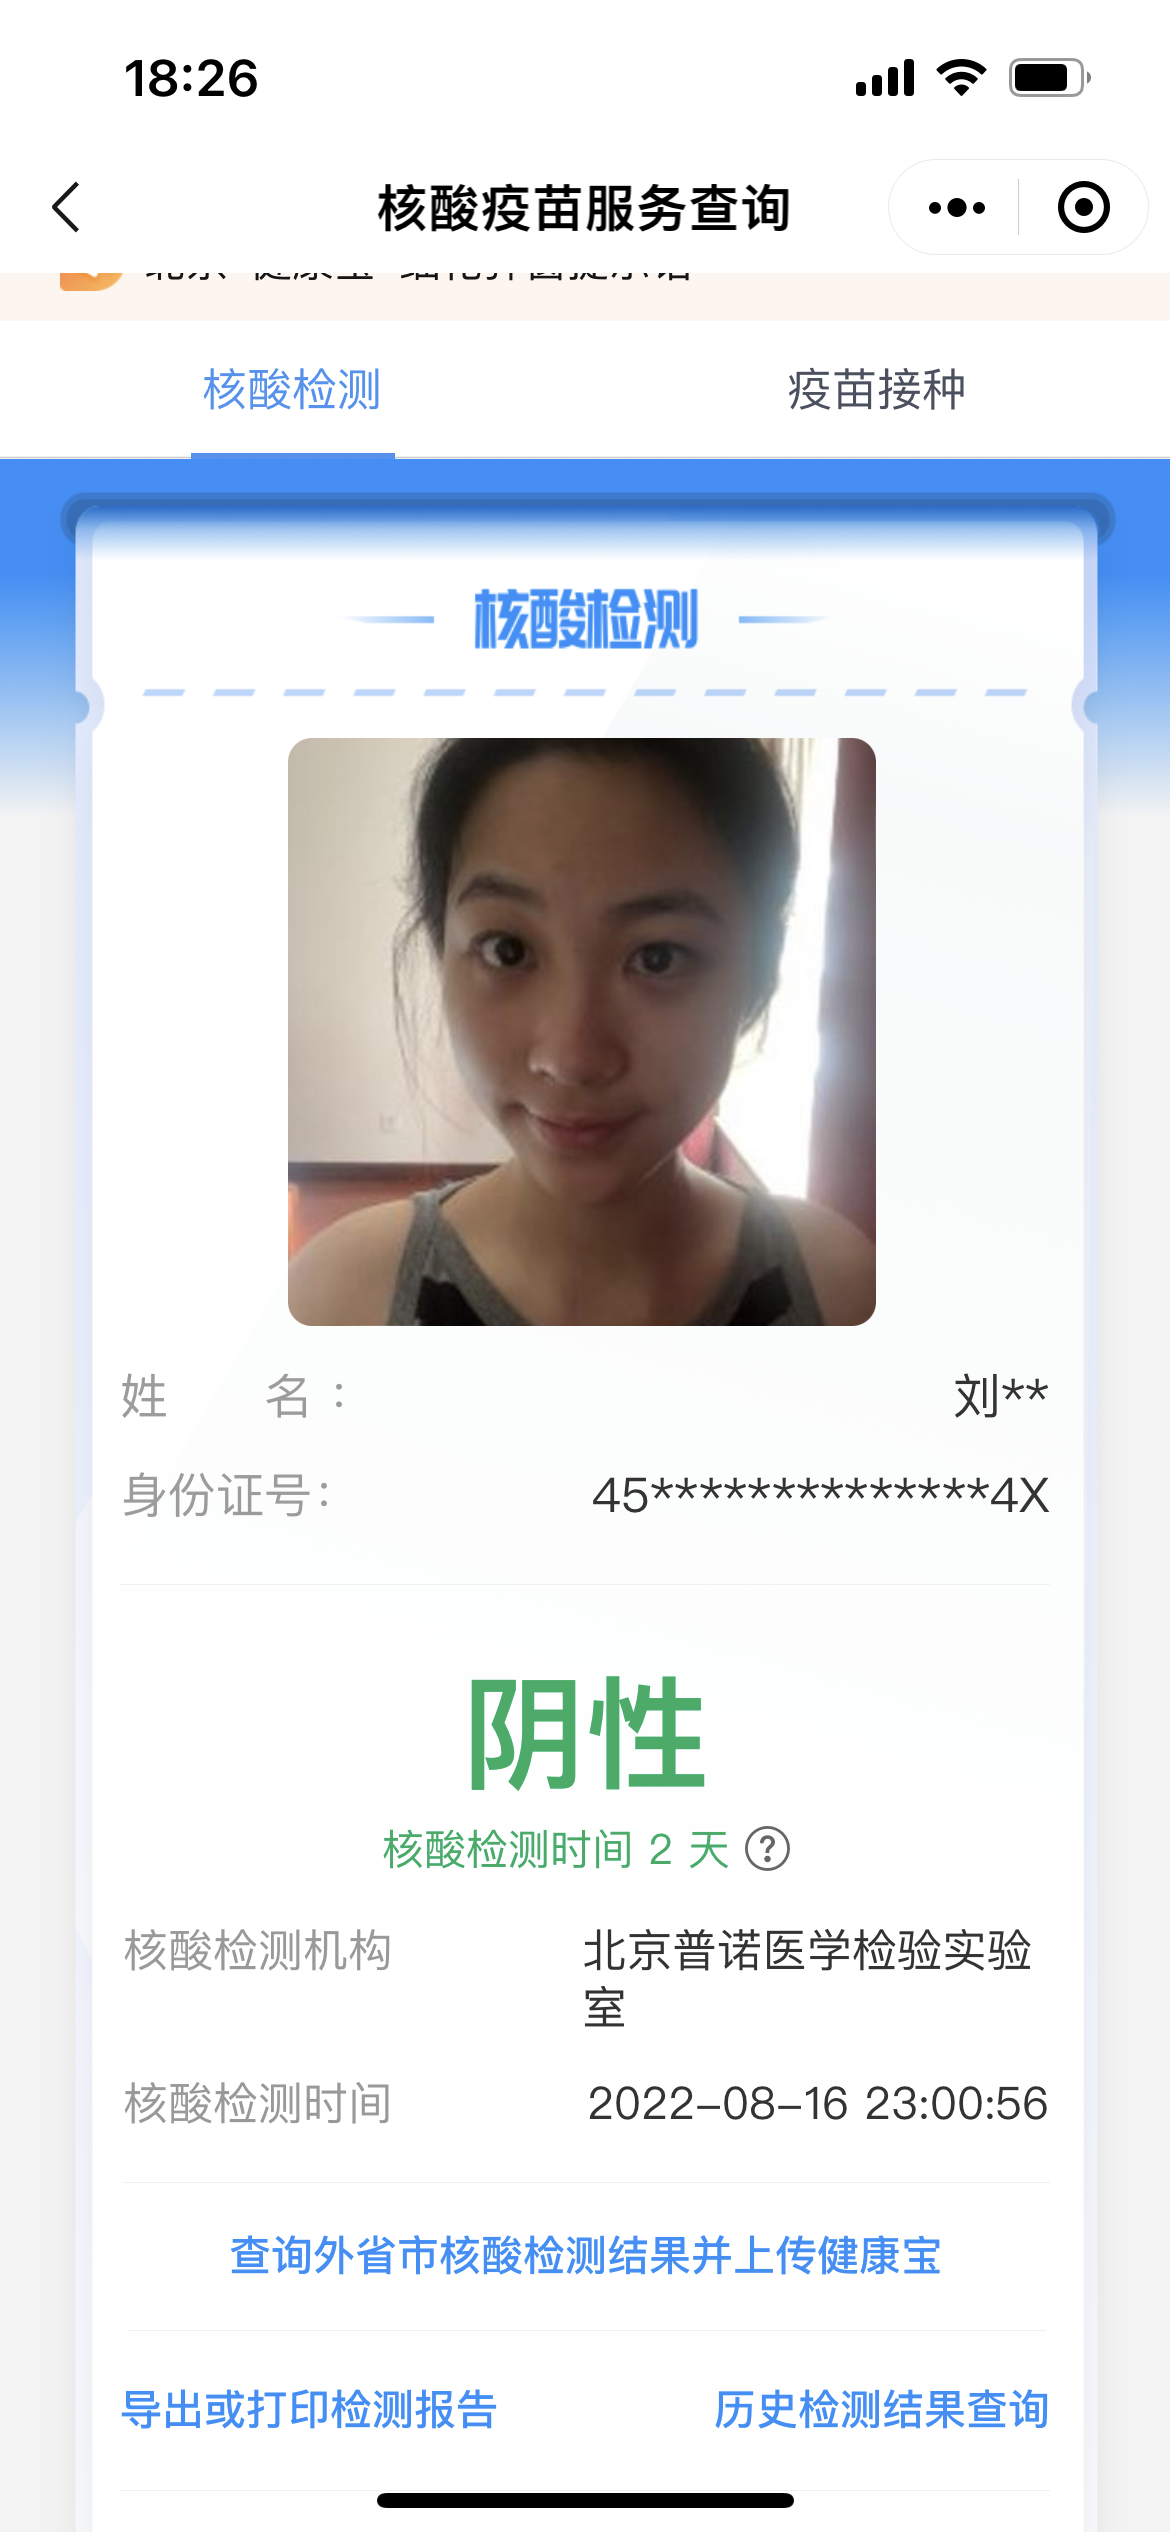 18:26
核酸疫苗服务查询
核酸检测
疫苗接种
核酸检测
姓 名：
刘**
身份证号：
45**************4X
阴性
核酸检测时间 2 天 ?
核酸检测机构
北京普诺医学检验实验
室
核酸检测时间
2022-08-16 23:00:56
查询外省市核酸检测结果并上传健康宝
导出或打印检测报告
历史检测结果查询